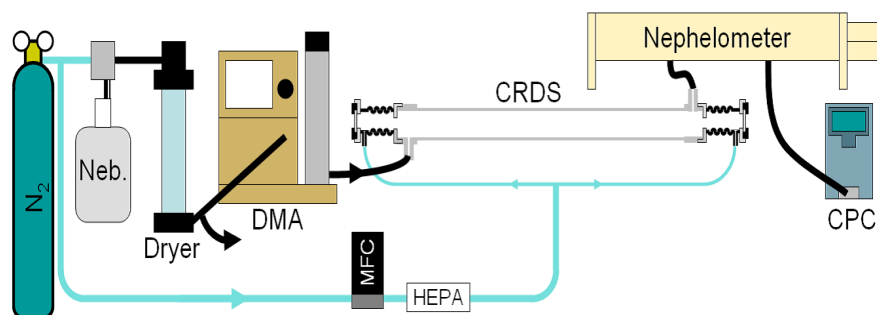 Nephelometer
CRDS
Neb.
N2
Dryer
DMA
CPC
MFC
HEPA